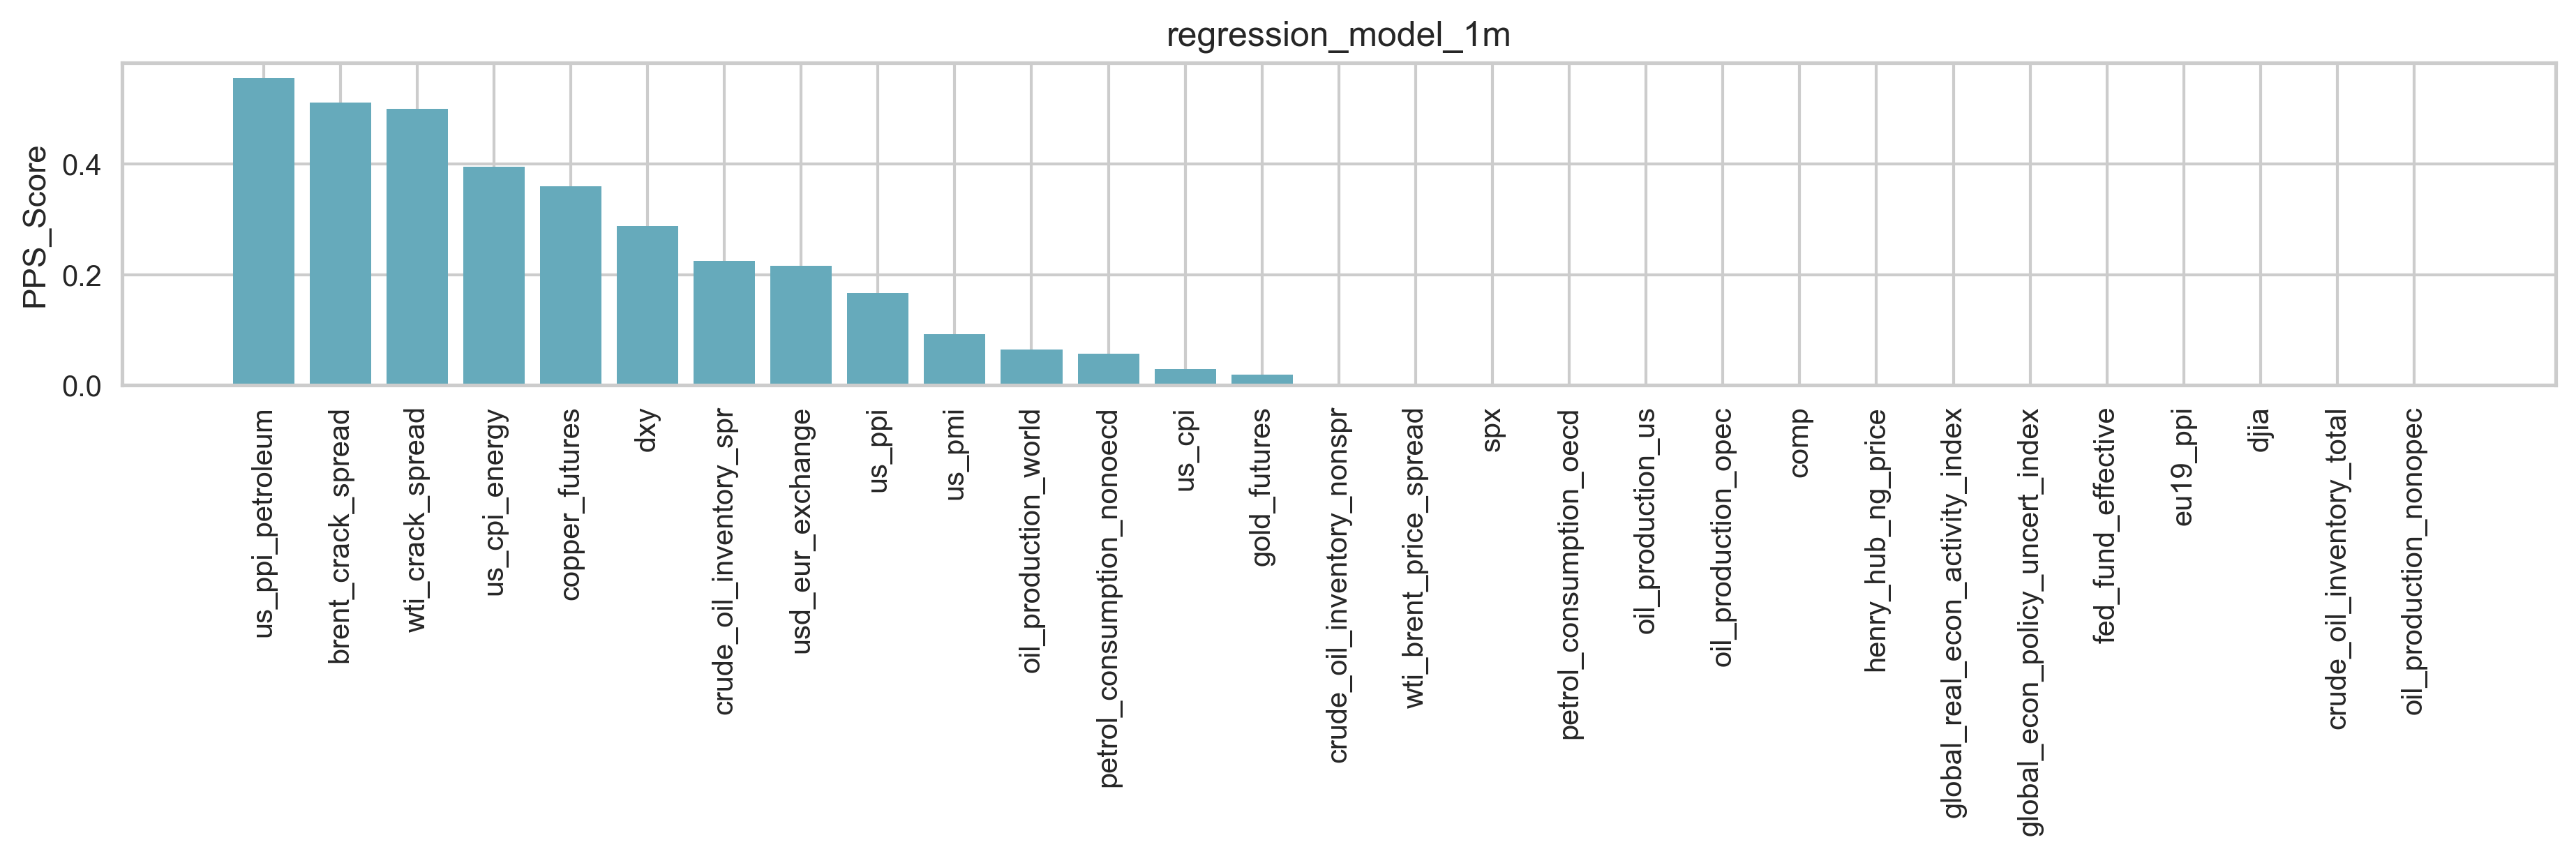 regression_model_1m
PPS_Score
0.4
0.2
0.0
us_ppi_petroleum
brent_crack_spread
wti_crack_spread
us_cpi_energy
copper_futures
dxy
crude_oil_inventory_spr
usd_eur_exchange
us_ppi
us_pmi
oil_production_world
petrol_consumption_nonoecd
us_cpi
gold_futures
crude_oil_inventory_nonspr
wti_brent_price_spread
spx
petrol_consumption_oecd
oil_production_us
oil_production_opec
comp
henry_hub_ng_price
global_real_econ_activity_index
global_econ_policy_uncert_index
fed_fund_effective
eu19_ppi
djia
crude_oil_inventory_total
oil_production_nonopec